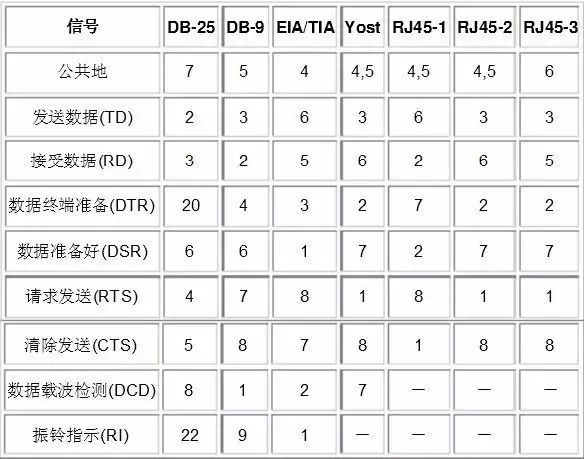 信号 DB-25 DB-9 EIA/TIA Yost RJ45-1 RJ45-2 RJ45-3
公共地 7 5 4 4,5 4,5 4,5 6
发送数据(TD) 2 3 6 3 6 3 3
接受数据(RD) 3 2 5 6 2 6 5
数据终端准备(DTR) 20 4 3 2 7 2 2
数据准备好(DSR) 6 6 1 7 2 7 7
请求发送(RTS) 4 7 8 1 8 1 1
清除发送(CTS) 5 8 7 8 1 8 8
数据载波检测(DCD) 8 1 2 7 － － －
振铃指示(RI) 22 9 1 － － － －